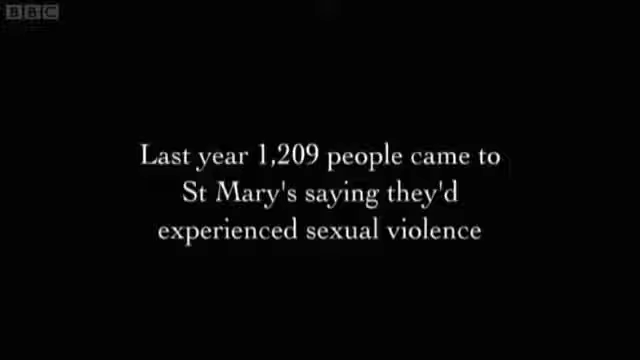 BBC
Last year 1,209 people came to
St Mary's saying they'd
experienced sexual violence